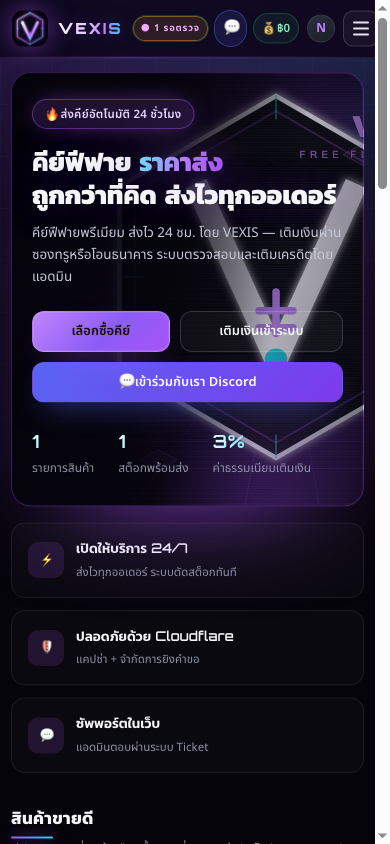 VEXIS
1 รอตรวจ
฿0
N
🔥ส่งคีย์อัตโนมัติ 24 ชั่วโมง
คีย์ฟีฟาย ราคาส่ง
ถูกกว่าที่คิด ส่งไวทุกออเดอร์
คีย์ฟีฟายพรีเมียม ส่งไว 24 ชม. โดย VEXIS — เติมเงินผ่าน
ซองทรูหรือโอนธนาคาร ระบบตรวจสอบและเติมเครดิตโดย
แอดมิน
เลือกซื้อคีย์
เติมเงินเข้าระบบ
💬เข้าร่วมกับเรา Discord
1
1
3%
รายการสินค้า
สต็อกพร้อมส่ง
ค่าธรรมเนียมเติมเงิน
เปิดให้บริการ 24/7
ส่งไวทุกออเดอร์ ระบบตัดสต็อกทันที
ปลอดภัยด้วย Cloudflare
แคปช่า + จำกัดการยิงคำขอ
ซัพพอร์ตในเว็บ
แอดมินตอบผ่านระบบ Ticket
สินค้าขายดี